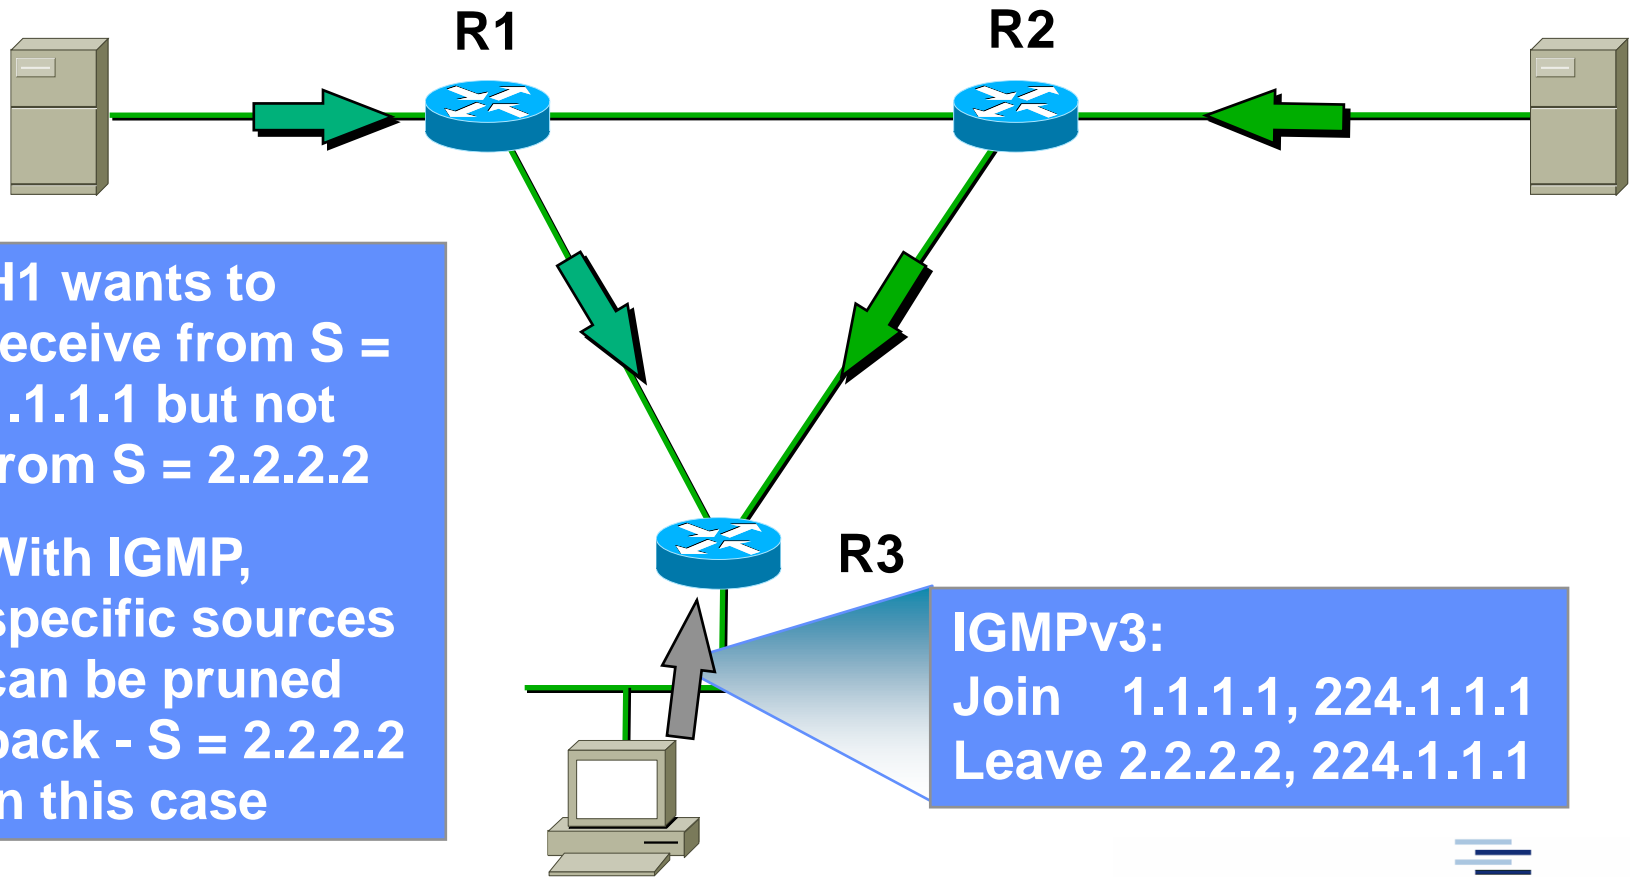 R1
R2
H1 wants to
eceive from S =
.1.1.1 but not
rom S = 2.2.2.2
With IGMP,
specific sources
can be pruned
back - S = 2.2.2.2
n this case
R3
IGMPv3:
Join 1.1.1.1, 224.1.1.1
Leave 2.2.2.2, 224.1.1.1